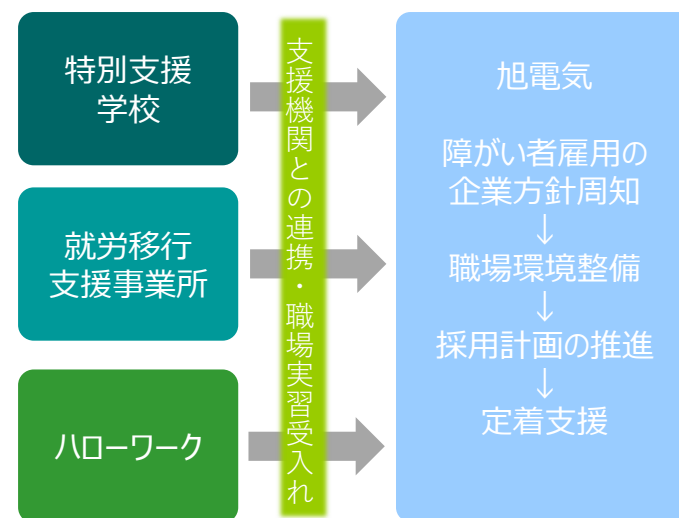 特別支援
学校
就労移行
支援事業所
ハローワーク
支援機関との連携・職場実習受入れ
旭電気
障がい者雇用の
企業方針周知
↓
職場環境整備
↓
採用計画の推進
↓
定着支援